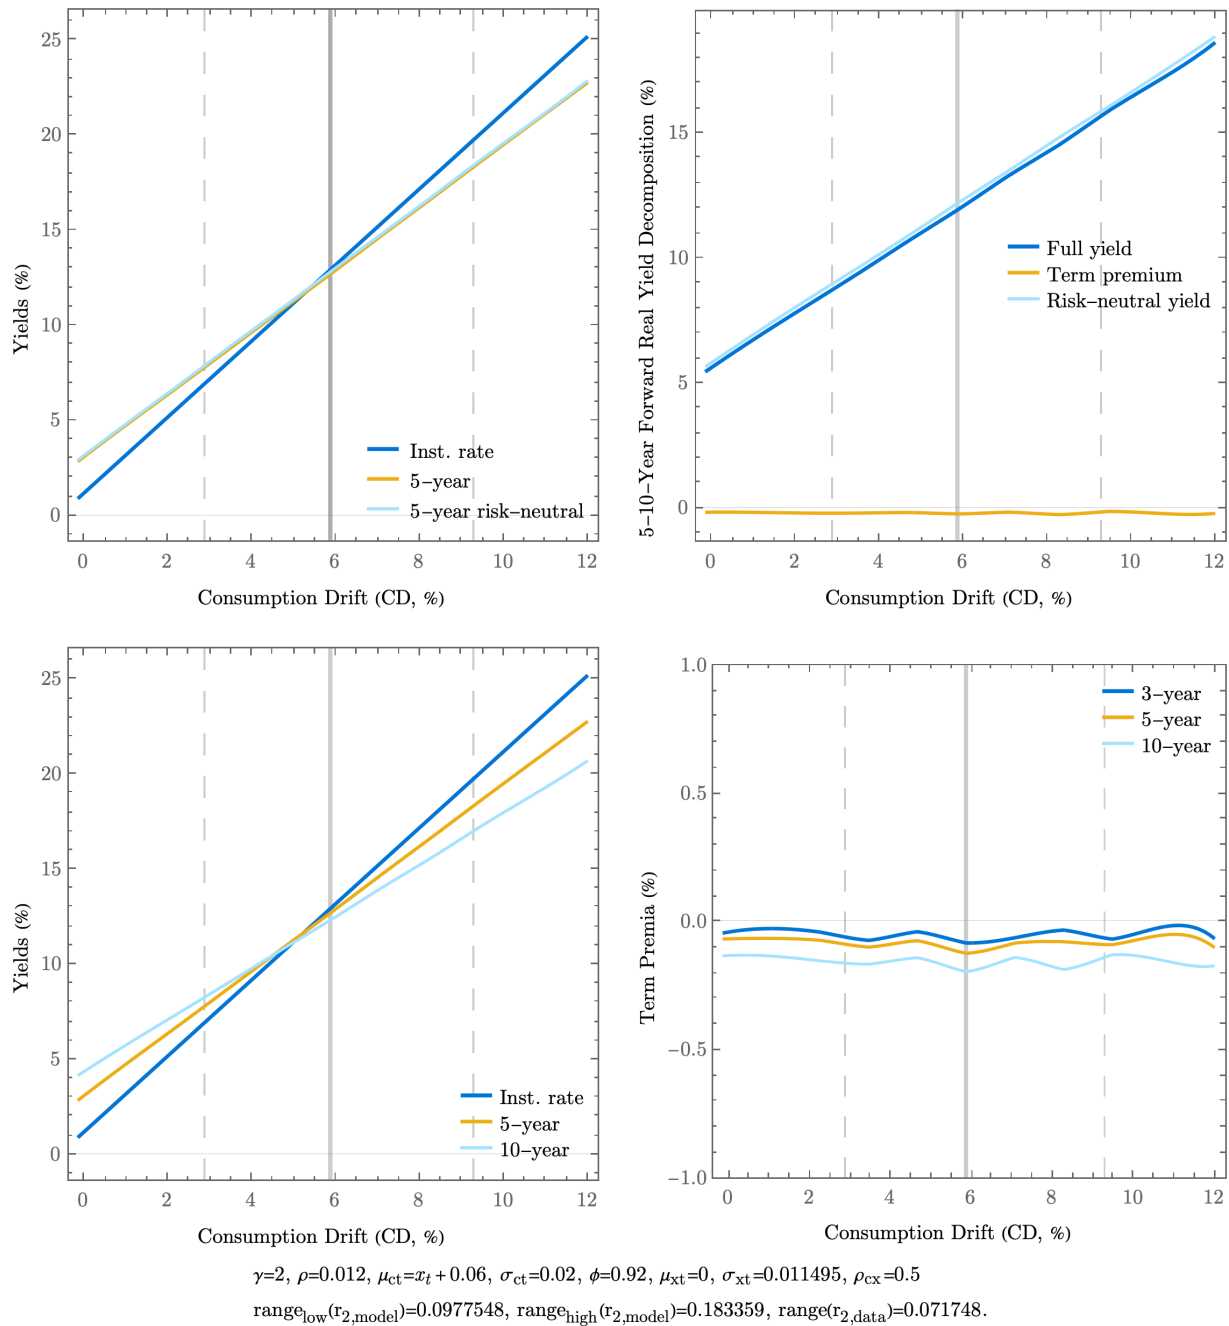 25
20
15
10
5
0
Yields (%)
Inst. rate
5–year
5–year risk–neutral
0 2 4 6 8 10 12
Consumption Drift (CD, %)
15
10
5
0
5–10–Year Forward Real Yield Decomposition (%)
Full yield
Term premium
Risk–neutral yield
0 2 4 6 8 10 12
Consumption Drift (CD, %)
25
20
15
10
5
0
Yields (%)
Inst. rate
5–year
10–year
0 2 4 6 8 10 12
Consumption Drift (CD, %)
1.0
0.5
0.0
−0.5
−1.0
Term Premia (%)
3–year
5–year
10–year
0 2 4 6 8 10 12
Consumption Drift (CD, %)
γ=2, ρ=0.012, μct=xt+0.06, σct=0.02, ϕ=0.92, μxt=0, σxt=0.011495, ρcx=0.5
rangelow(r2,model)=0.0977548, rangehigh(r2,model)=0.183359, range(r2,data)=0.071748.